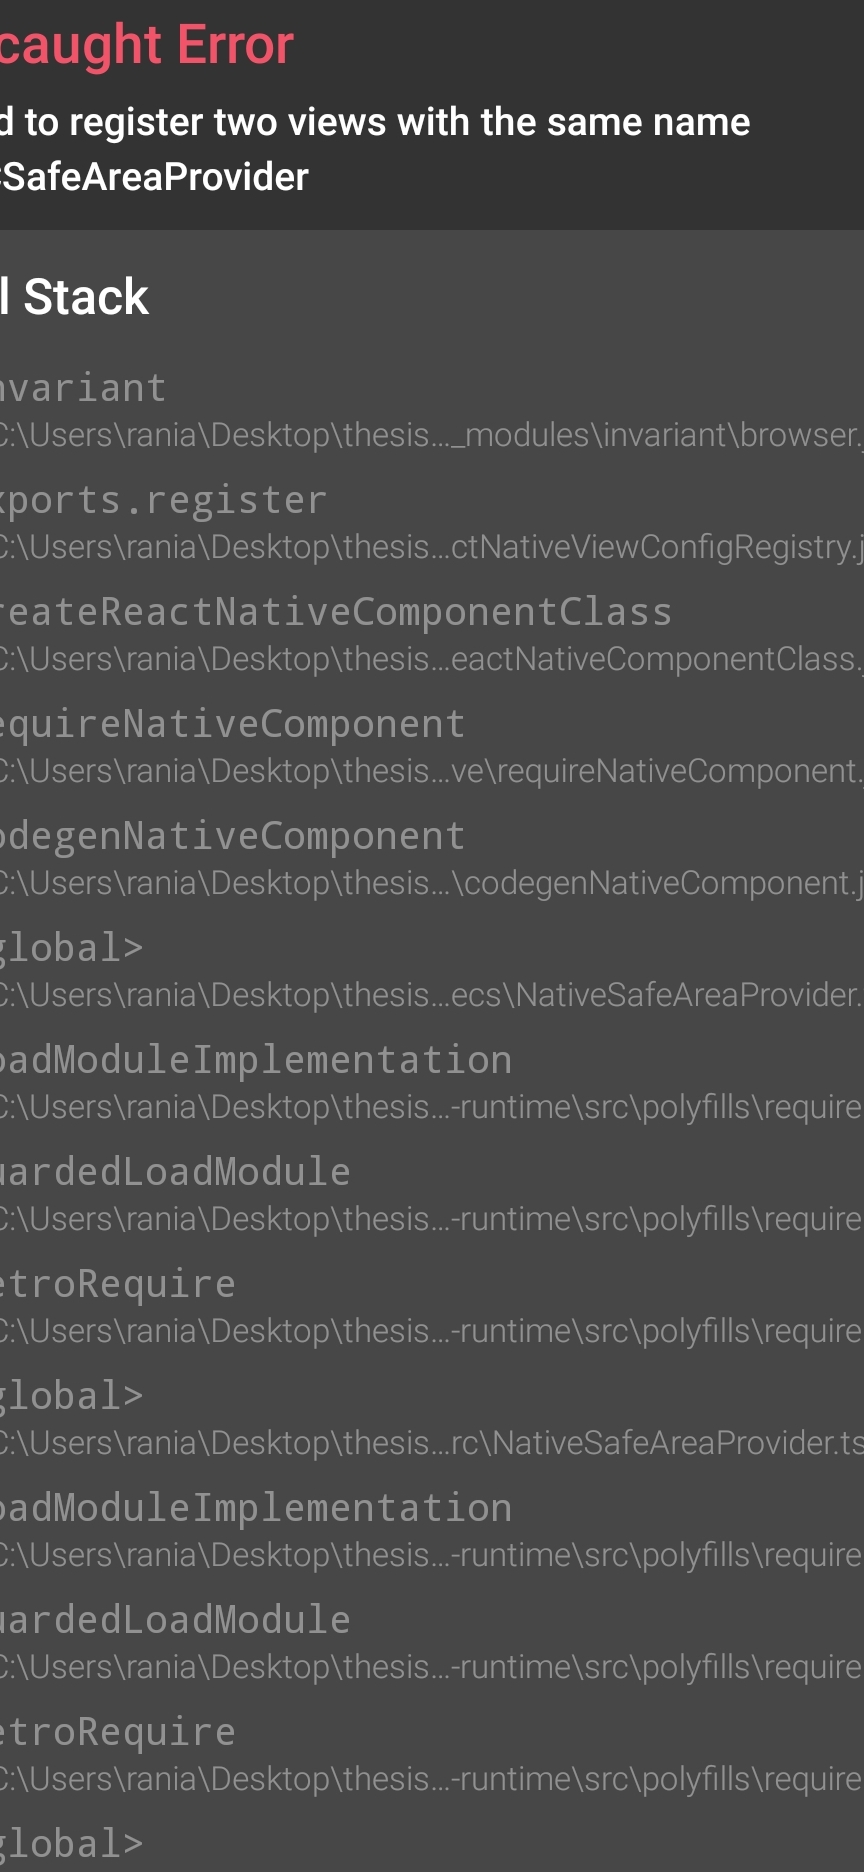 caught Error
d to register two views with the same name
SafeAreaProvider
l Stack
nvariant
C:\Users\rania\Desktop\thesis..._modules\invariant\browser.
xports.register
C:\Users\rania\Desktop\thesis...ctNativeViewConfigRegistry.j
reateReactNativeComponentClass
C:\Users\rania\Desktop\thesis...eactNativeComponentClass.
equireNativeComponent
C:\Users\rania\Desktop\thesis...ve\requireNativeComponent.
odegenNativeComponent
C:\Users\rania\Desktop\thesis...\codegenNativeComponent.j
global>
C:\Users\rania\Desktop\thesis...ecs\NativeSafeAreaProvider.
oadModuleImplementation
C:\Users\rania\Desktop\thesis...-runtime\src\polyfills\require
uardedLoadModule
C:\Users\rania\Desktop\thesis...-runtime\src\polyfills\require
etroRequire
C:\Users\rania\Desktop\thesis...-runtime\src\polyfills\require
global>
C:\Users\rania\Desktop\thesis...rc\NativeSafeAreaProvider.ts
oadModuleImplementation
C:\Users\rania\Desktop\thesis...-runtime\src\polyfills\require
uardedLoadModule
C:\Users\rania\Desktop\thesis...-runtime\src\polyfills\require
etroRequire
C:\Users\rania\Desktop\thesis...-runtime\src\polyfills\require
global>